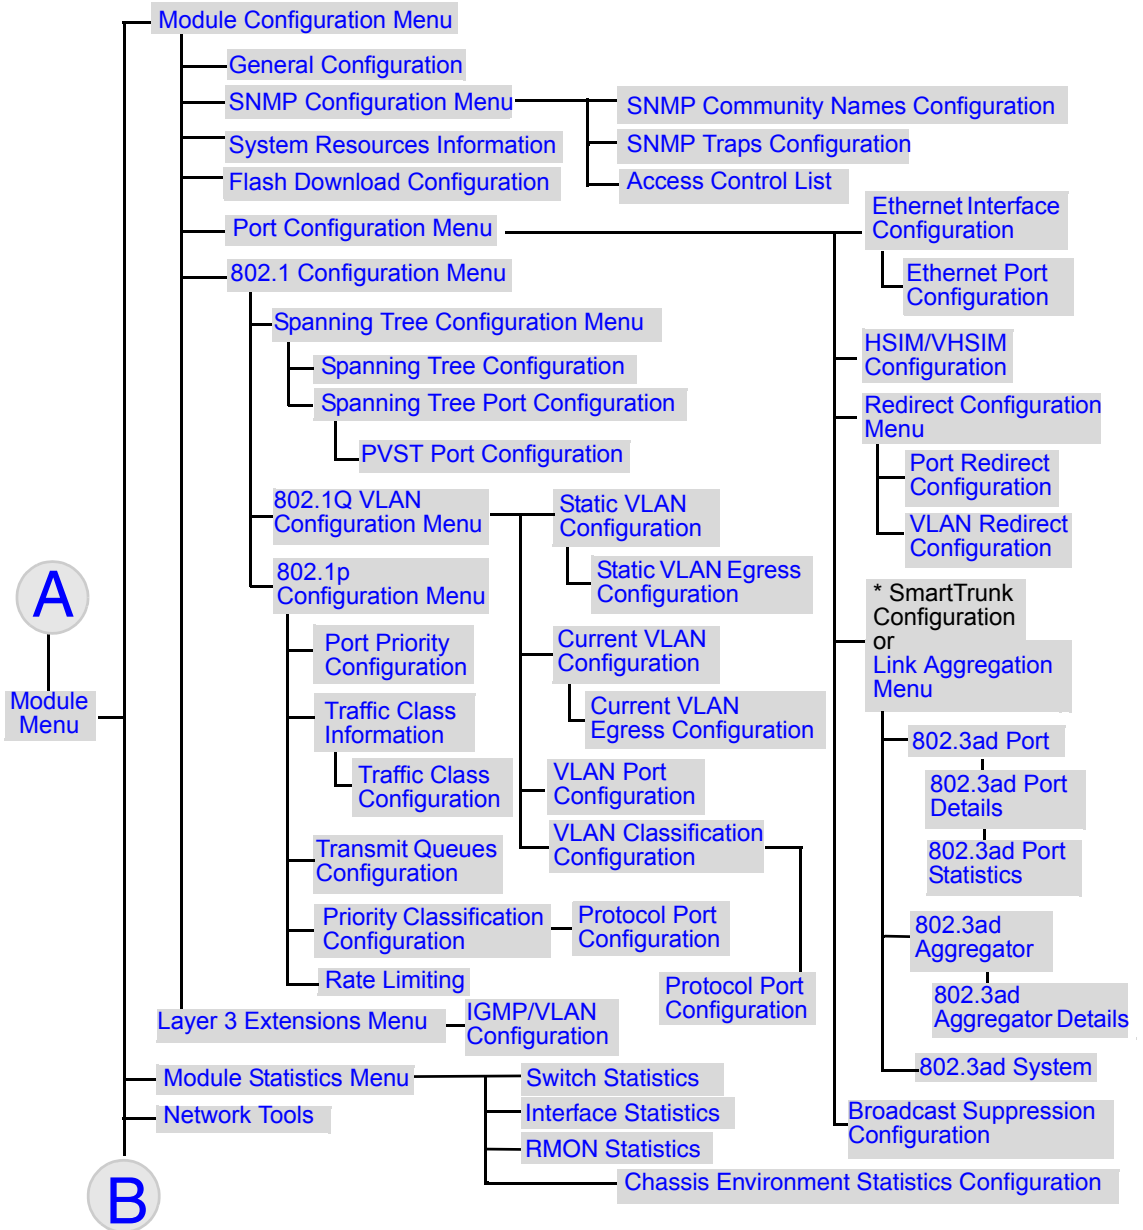 Module Configuration Menu
General Configuration
SNMP Configuration Menu
SNMP Community Names Configuration
System Resources Information
SNMP Traps Configuration
Flash Download Configuration
Access Control List
Port Configuration Menu
Ethernet Interface
Configuration
Ethernet Port
Configuration
HSIM/VHSIM
Configuration
Redirect Configuration
Menu
Port Redirect
Configuration
VLAN Redirect
Configuration
* SmartTrunk
Configuration
or
Link Aggregation
Menu
802.3ad Port
802.3ad Port
Details
802.3ad Port
Statistics
802.3ad
Aggregator
802.3ad
Aggregator Details
802.3ad System
Broadcast Suppression
Configuration
802.1 Configuration Menu
Spanning Tree Configuration Menu
Spanning Tree Configuration
Spanning Tree Port Configuration
PVST Port Configuration
802.1Q VLAN
Configuration Menu
Static VLAN
Configuration
Static VLAN Egress
Configuration
Current VLAN
Configuration
Current VLAN
Egress Configuration
VLAN Port
Configuration
VLAN Classification
Configuration
Protocol Port
Configuration
802.1p
Configuration Menu
Port Priority
Configuration
Traffic Class
Information
Traffic Class
Configuration
Transmit Queues
Configuration
Priority Classification
Configuration
Protocol Port
Configuration
Rate Limiting
Layer 3 Extensions Menu
IGMP/VLAN
Configuration
A
Module
Menu
Module Statistics Menu
Switch Statistics
Interface Statistics
RMON Statistics
Chassis Environment Statistics Configuration
Network Tools
B